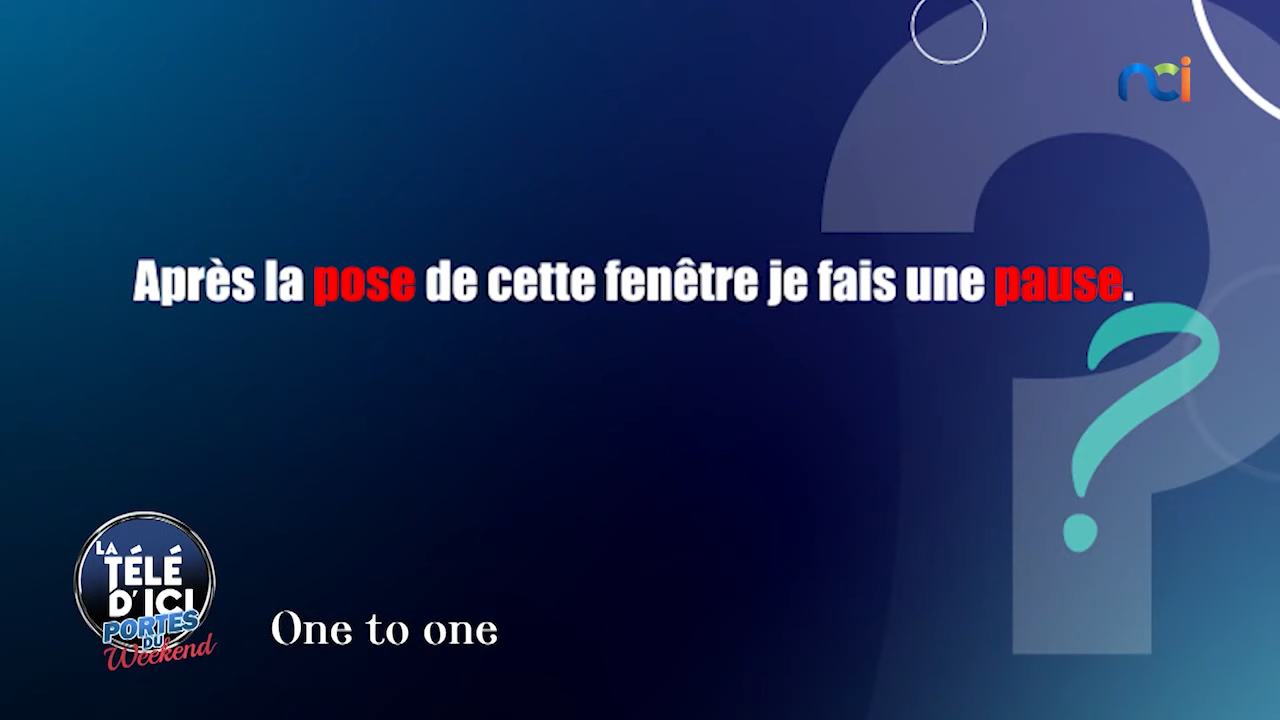 nci
Après la pose de cette fenêtre je fais une pause.
?
LA
TÉLÉ
D'ICI
PORTES
DU
Weekend
One to one